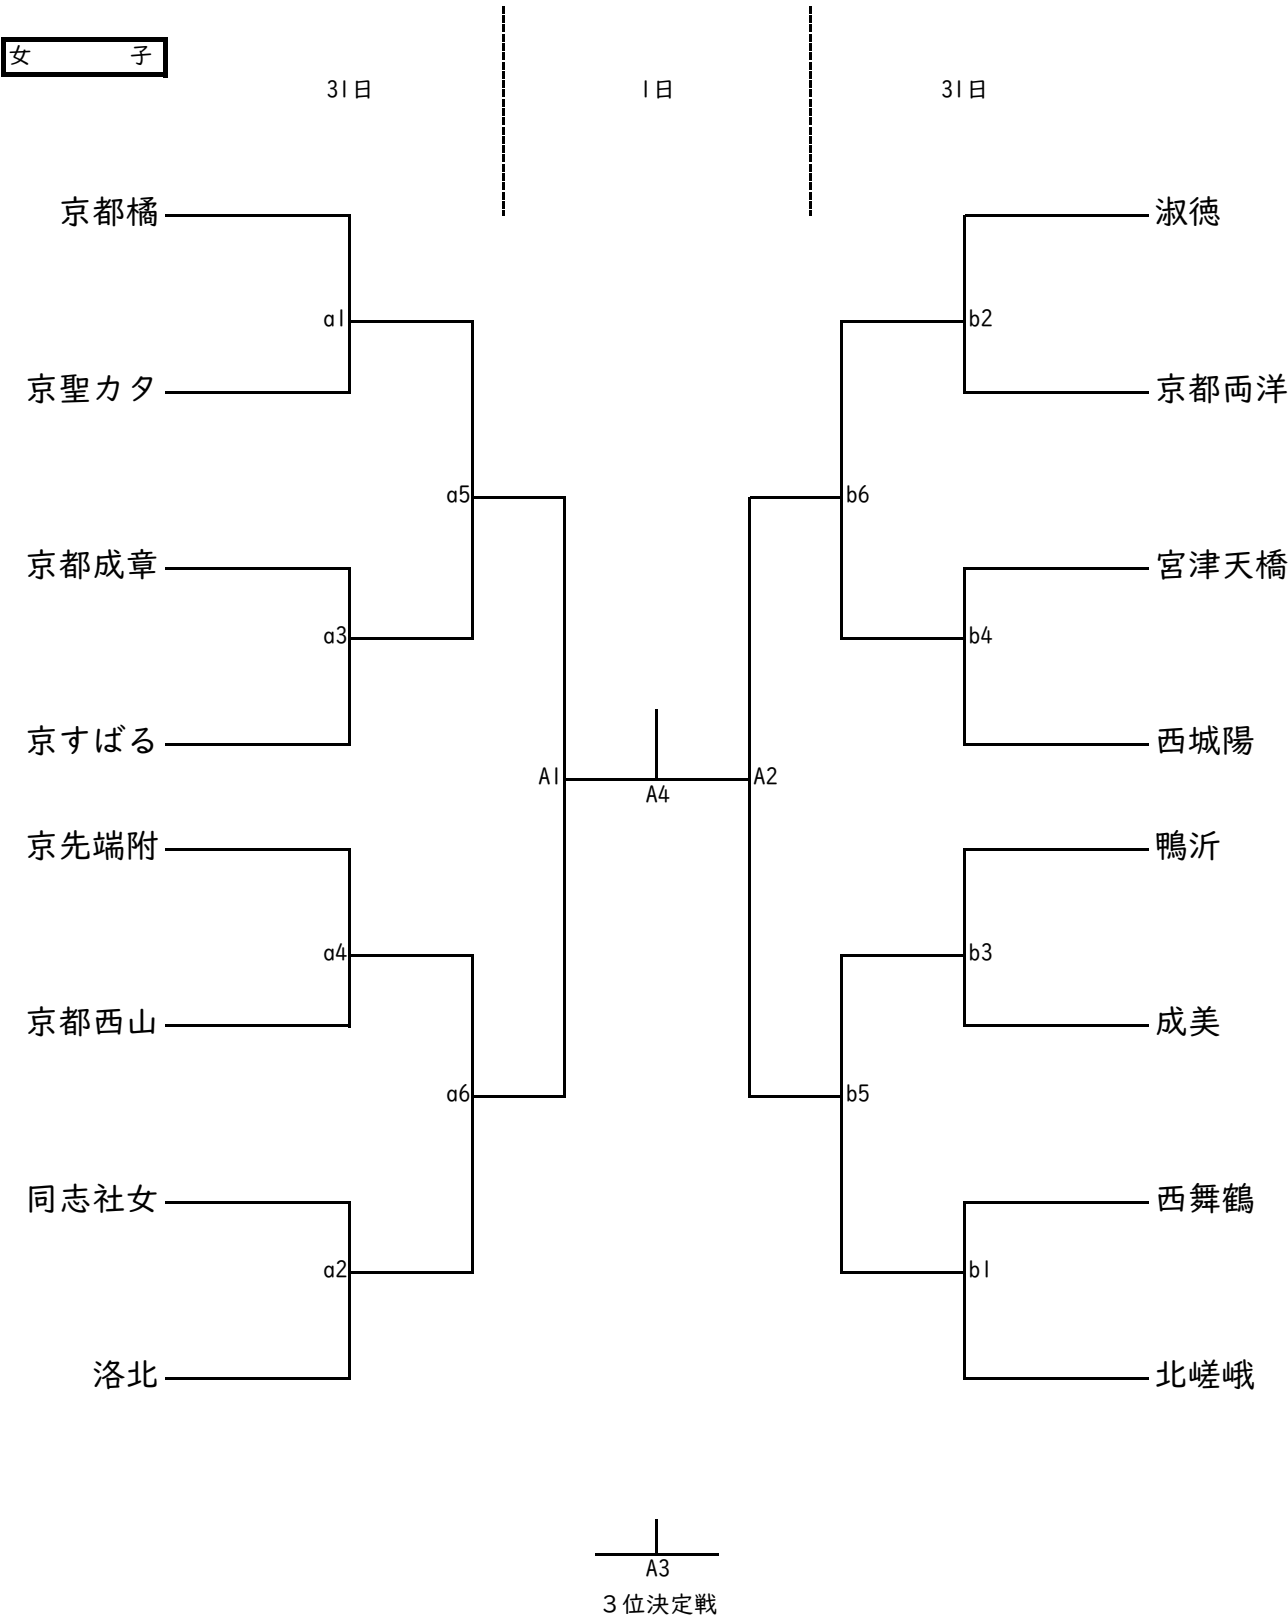 女 子
31日 1日 31日
京都橘 淑徳
a1 b2
京聖カタ 京都両洋
a5 b6
京都成章 宮津天橋
a3 b4
京すばる 西城陽
A1 A2
A4
京先端附 鴨沂
a4 b3
京都西山 成美
a6 b5
同志社女 西舞鶴
a2 b1
洛北 北嵯峨
A3
３位決定戦